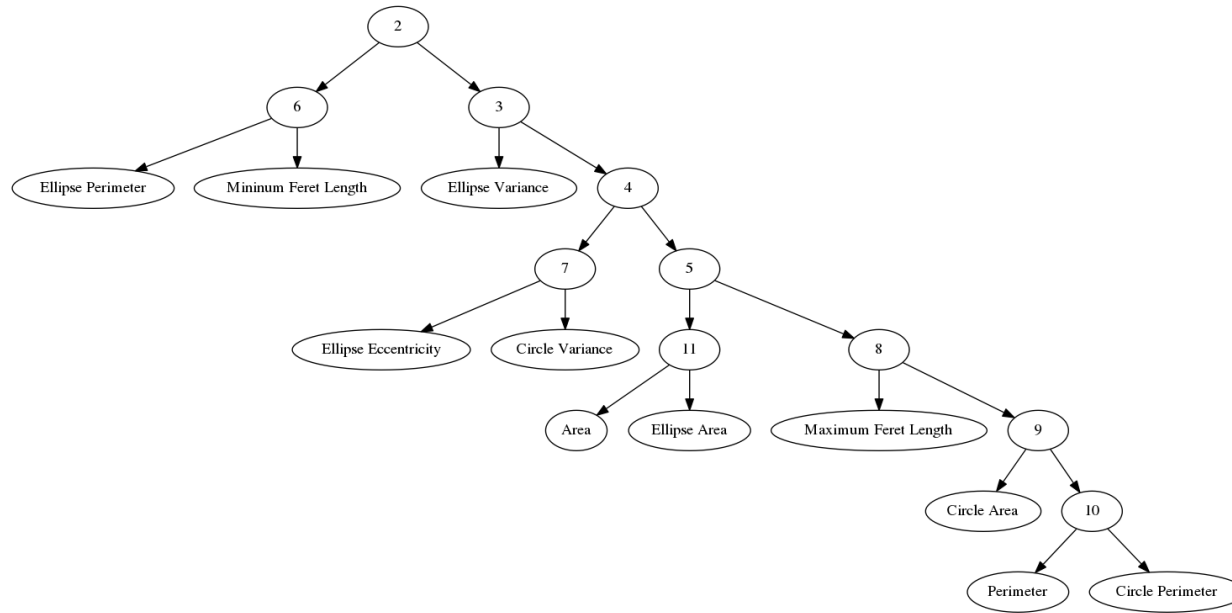 2
6
3
Ellipse Perimeter
Mininum Feret Length
Ellipse Variance
4
7
5
Ellipse Eccentricity
Circle Variance
11
8
Area
Ellipse Area
Maximum Feret Length
9
Circle Area
10
Perimeter
Circle Perimeter